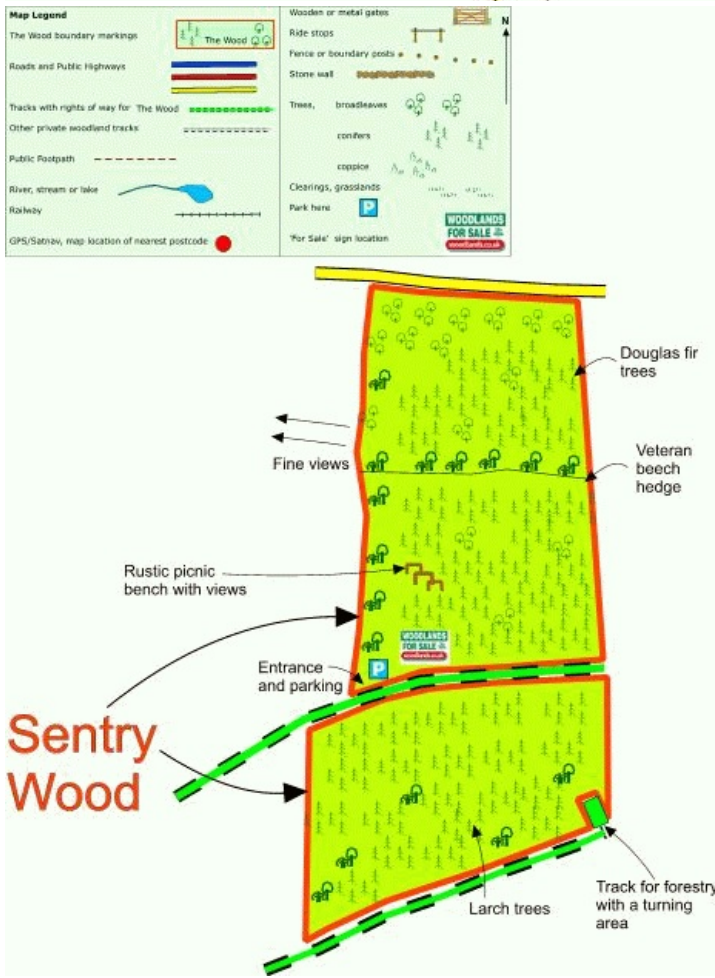 Map Legend
The Wood boundary markings
The Wood
Roads and Public Highways
Tracks with rights of way for The Wood
Other private woodland tracks
Public Footpath
River, stream or lake
Railway
GPS/Satnav, map location of nearest postcode
Wooden or metal gates
N
Ride stops
Fence or boundary posts
Stone wall
Trees, broadleaves
conifers
coppice
Clearings, grasslands
Park here
P
'For Sale' sign location
WOODLANDS
FOR SALE
woodlands.co.uk
Douglas fir
trees
Fine views
Veteran
beech
hedge
Rustic picnic
bench with views
WOODLANDS
FOR SALE
woodlands.co.uk
Entrance
and parking
P
Sentry
Wood
Larch trees
Track for forestry
with a turning
area